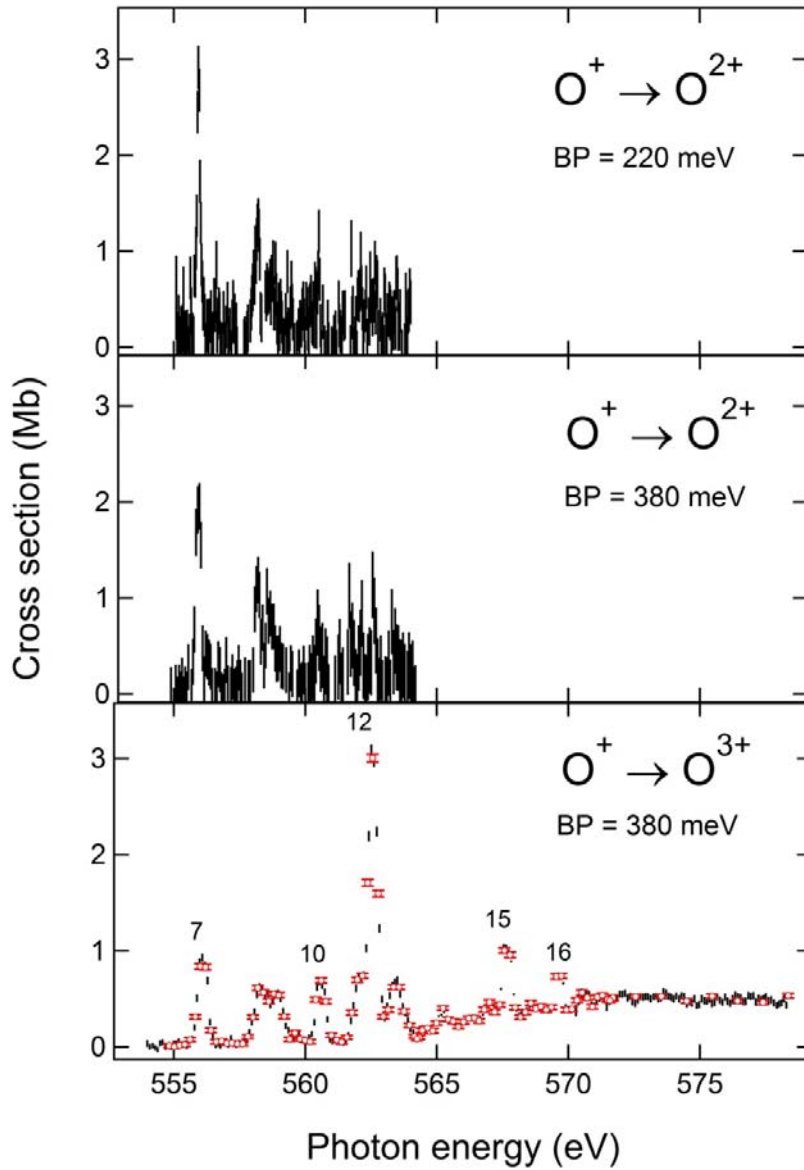 O⁺ → O²⁺
BP = 220 meV
3
2
1
0
O⁺ → O²⁺
BP = 380 meV
3
2
1
0
Cross section (Mb)
O⁺ → O³⁺
BP = 380 meV
12
7
10
15
16
3
2
1
0
555
560
565
570
575
Photon energy (eV)